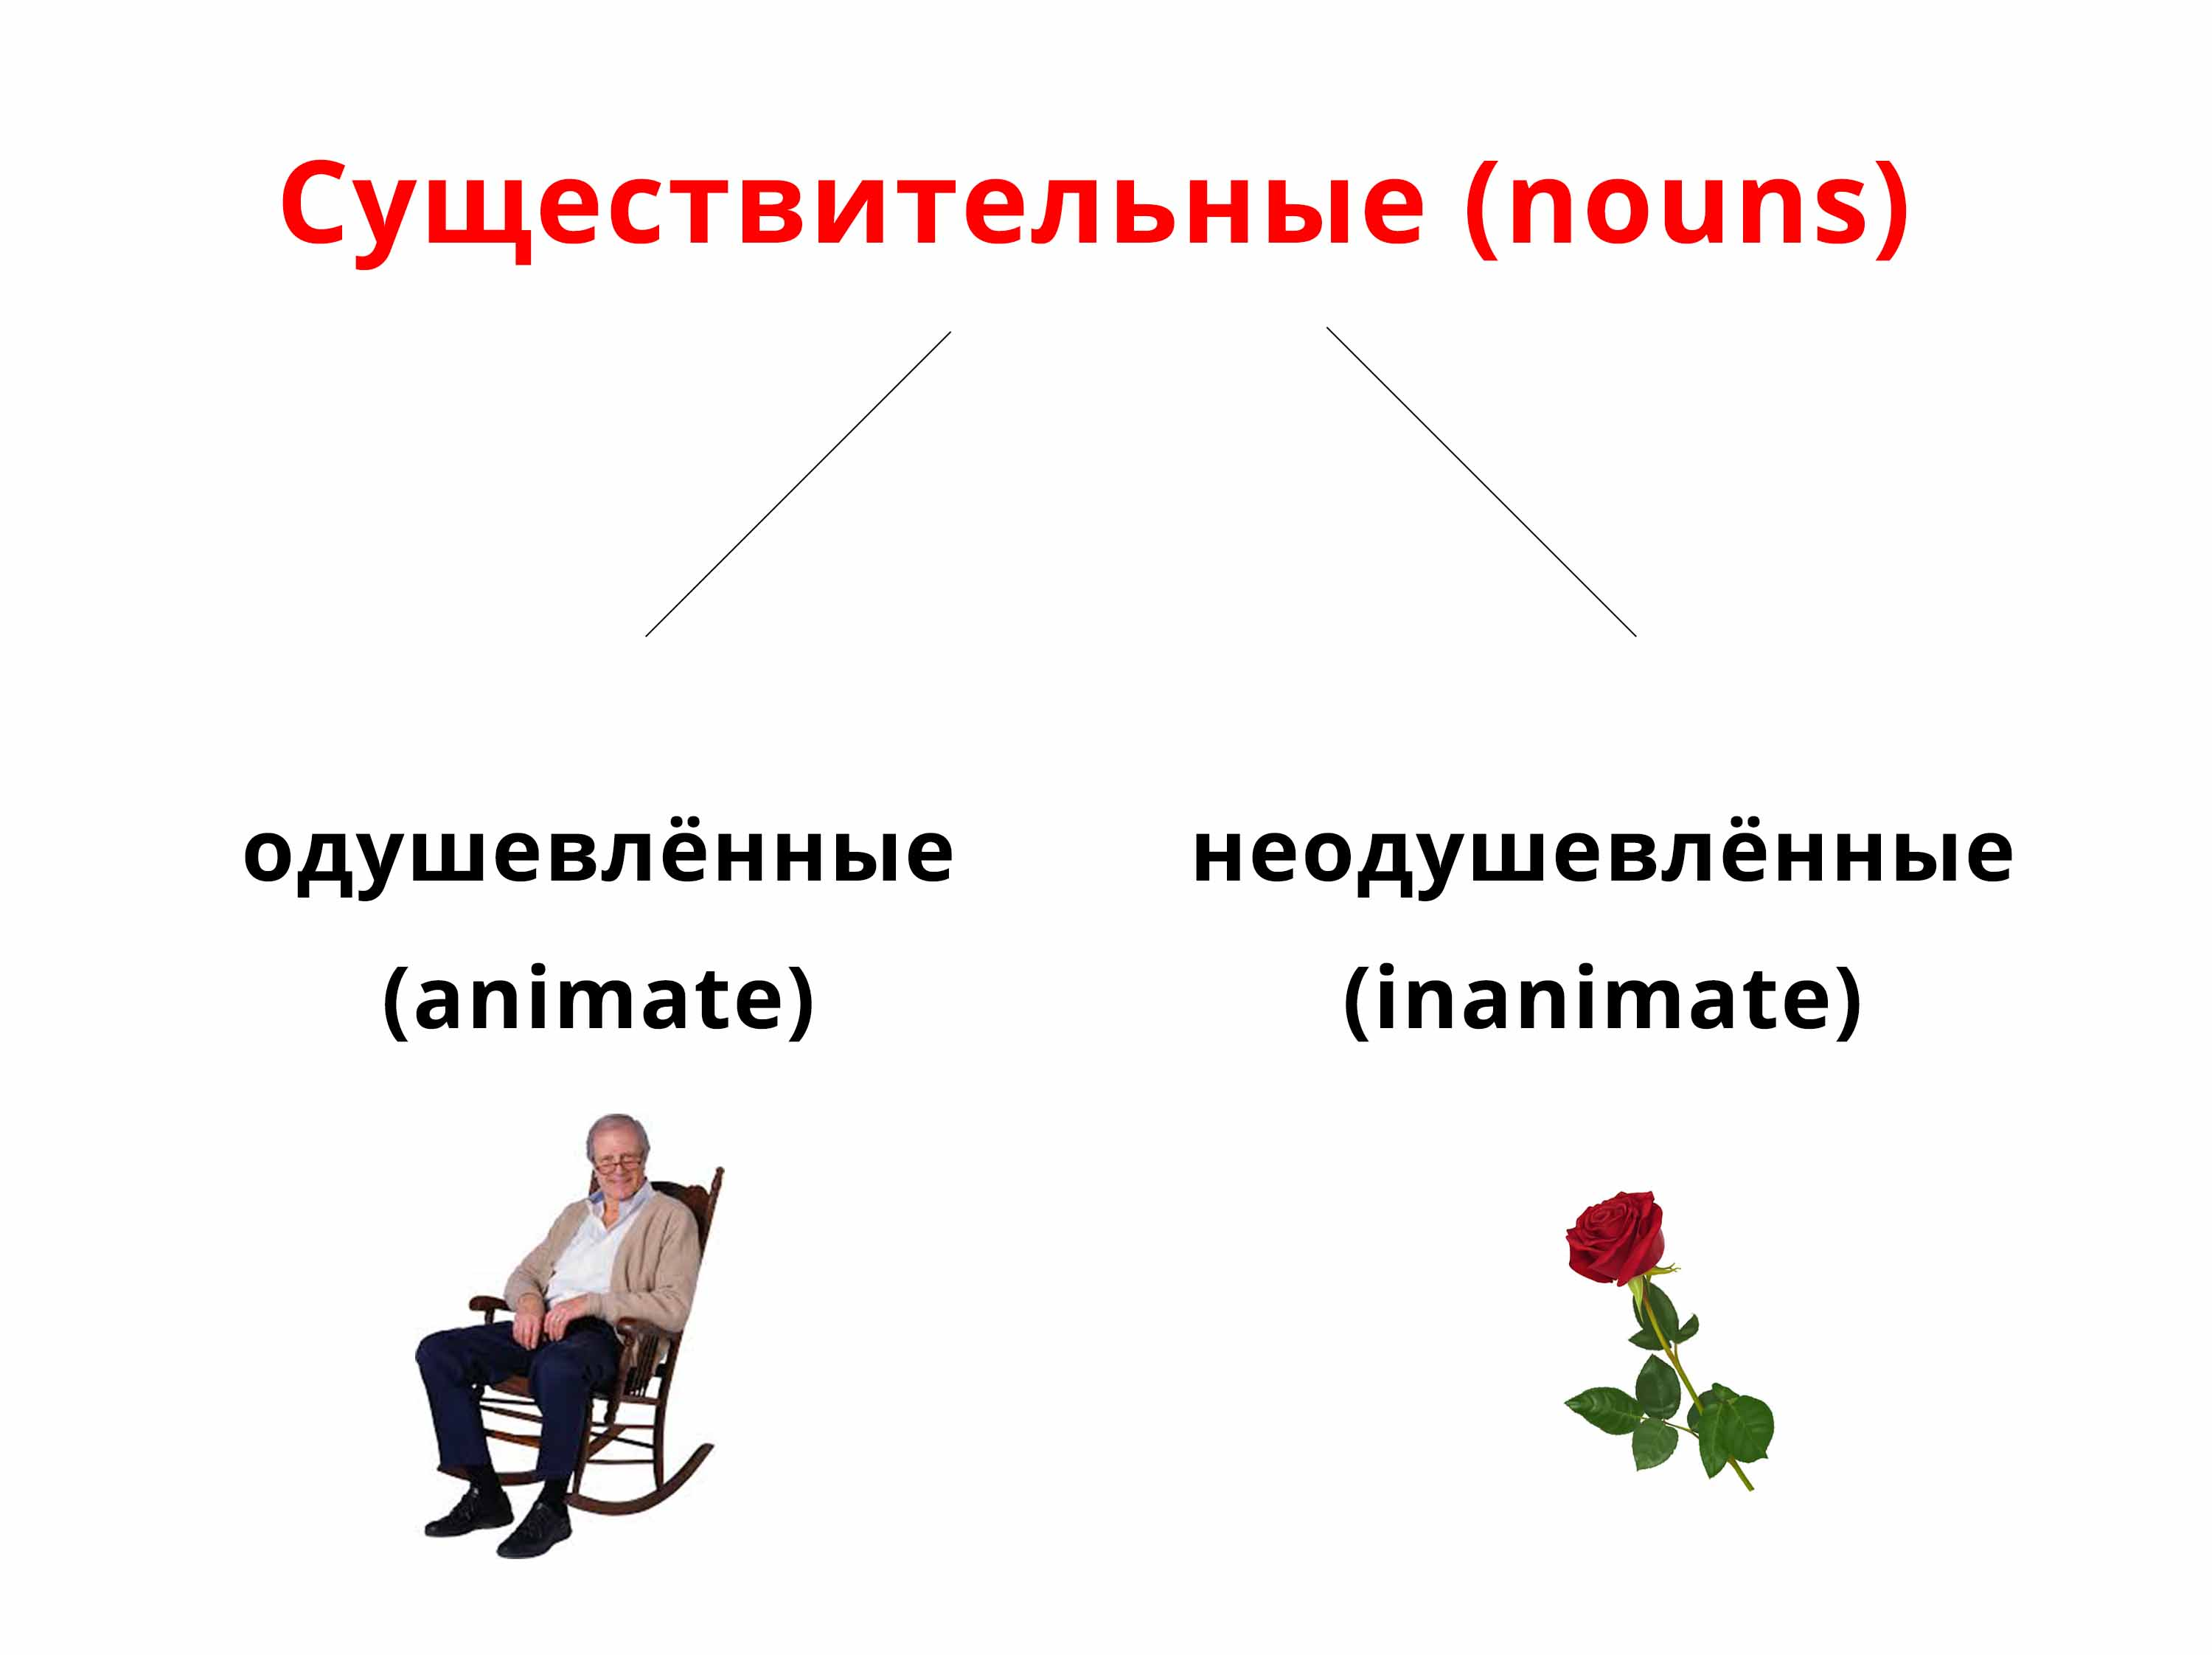 Существительные (nouns)
одушевлённые
(animate)
неодушевлённые
(inanimate)